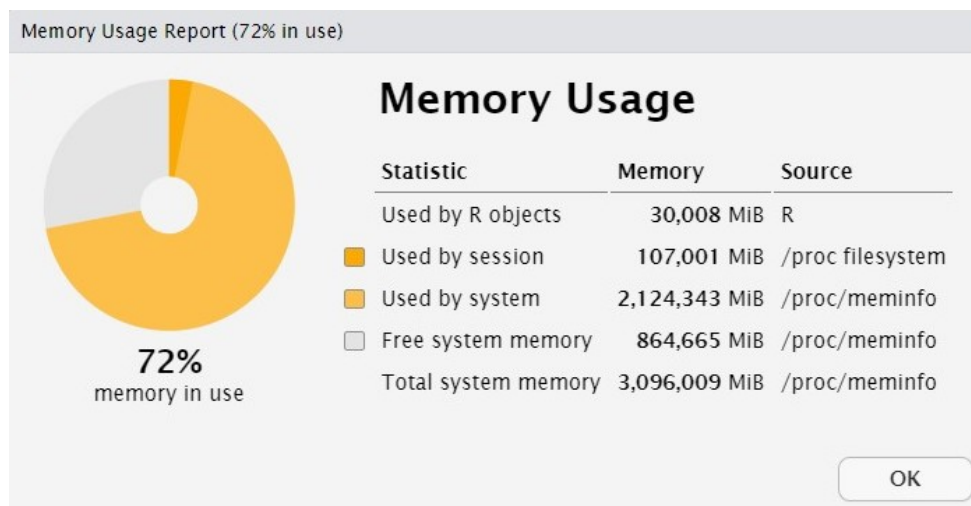 Memory Usage Report (72% in use)
Memory Usage
Statistic Memory Source
Used by R objects 30,008 MiB R
Used by session 107,001 MiB /proc filesystem
Used by system 2,124,343 MiB /proc/meminfo
Free system memory 864,665 MiB /proc/meminfo
Total system memory 3,096,009 MiB /proc/meminfo
72%
memory in use
OK